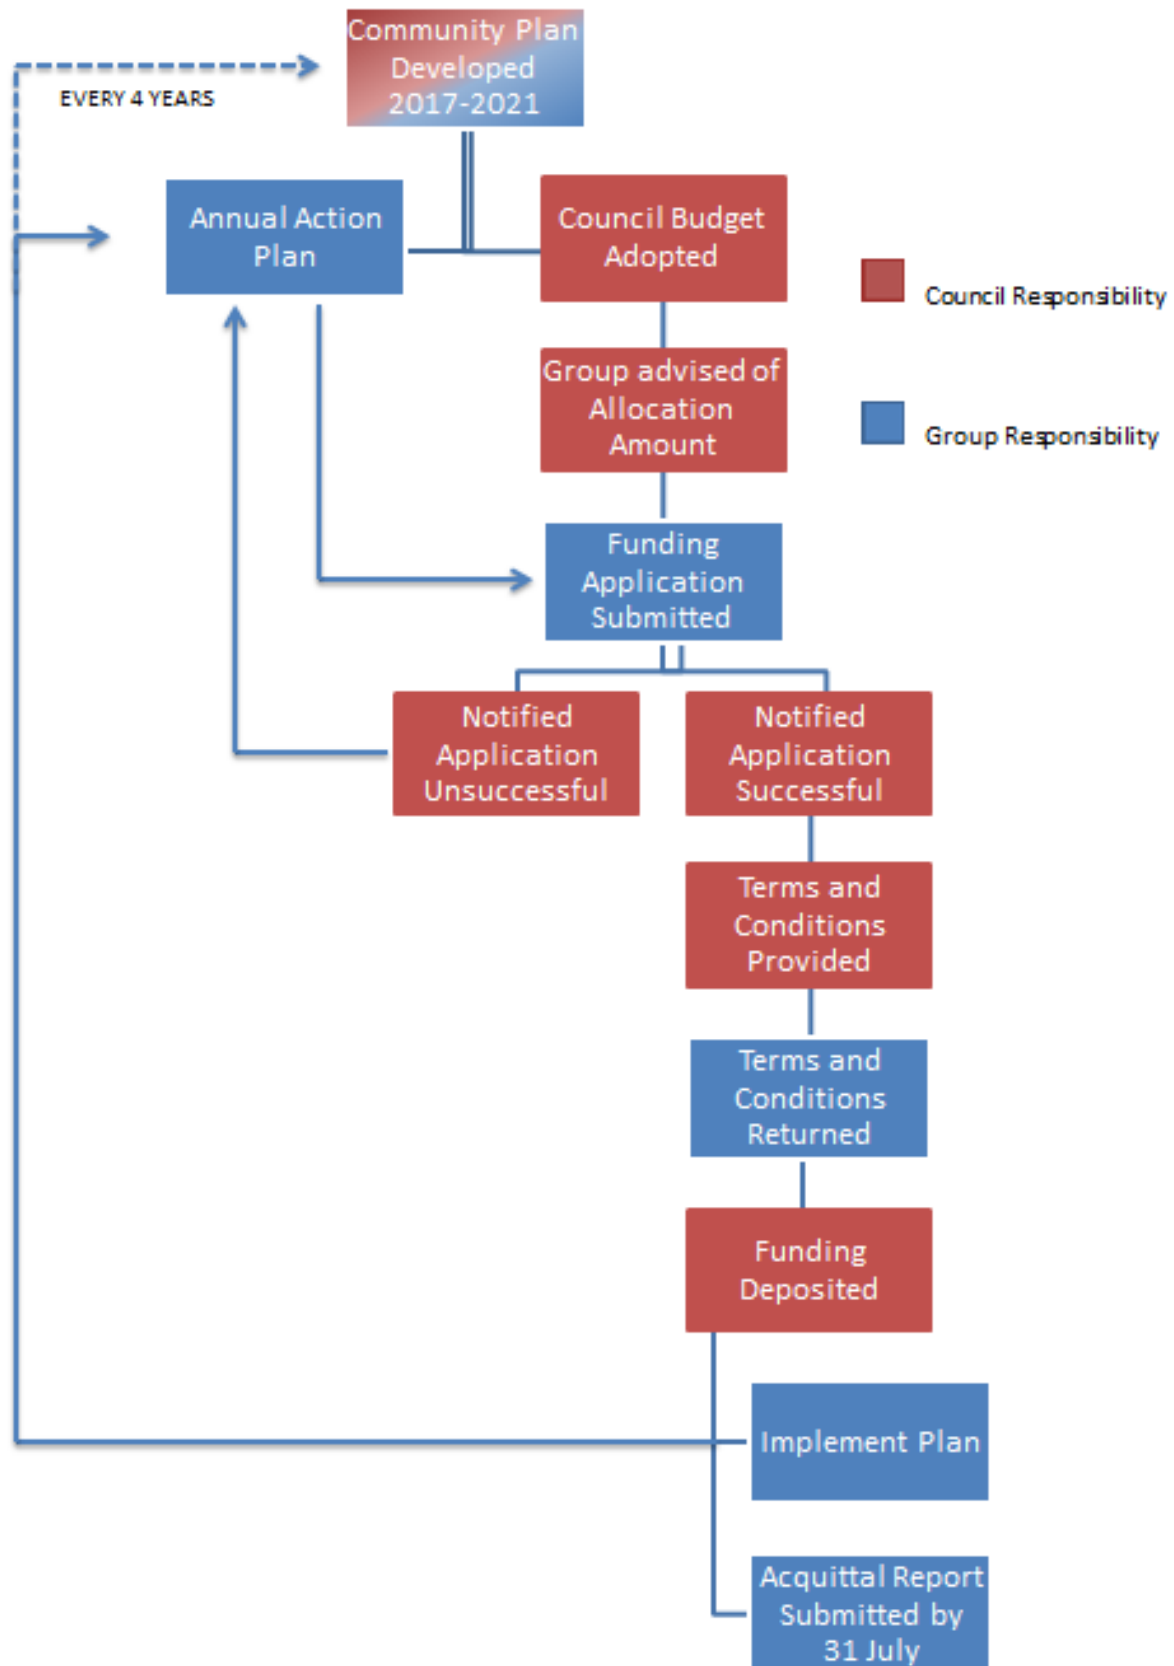 Community Plan
Developed
2017-2021
EVERY 4 YEARS
Annual Action
Plan
Council Budget
Adopted
Council Responsibility
Group advised of
Allocation
Amount
Group Responsibility
Funding
Application
Submitted
Notified
Application
Unsuccessful
Notified
Application
Successful
Terms and
Conditions
Provided
Terms and
Conditions
Returned
Funding
Deposited
Implement Plan
Acquittal Report
Submitted by
31 July